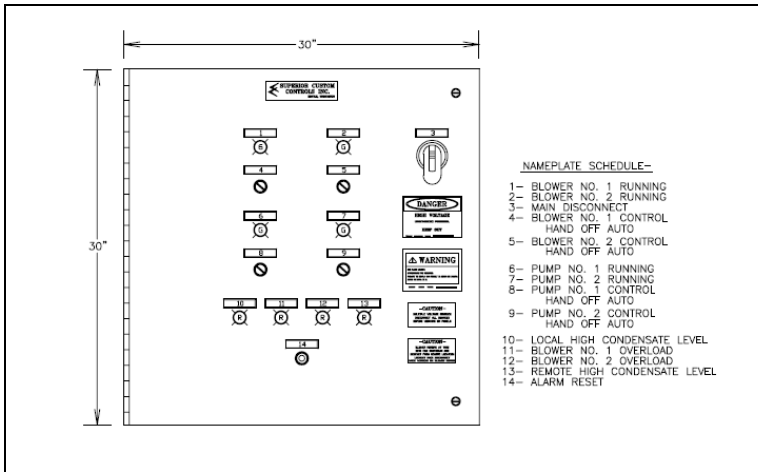 30"
30"
SUPERIOR CUSTOM
CONTROLS INC.
1
2
3
G
G
4
5
6
7
G
G
8
9
10
11
12
13
R
R
R
R
14
DANGER
HIGH VOLTAGE
KEEP OUT
WARNING
-CAUTION-
-CAUTION-
NAMEPLATE SCHEDULE-
1- BLOWER NO. 1 RUNNING
2- BLOWER NO. 2 RUNNING
3- MAIN DISCONNECT
4- BLOWER NO. 1 CONTROL
HAND OFF AUTO
5- BLOWER NO. 2 CONTROL
HAND OFF AUTO
6- PUMP NO. 1 RUNNING
7- PUMP NO. 2 RUNNING
8- PUMP NO. 1 CONTROL
HAND OFF AUTO
9- PUMP NO. 2 CONTROL
HAND OFF AUTO
10- LOCAL HIGH CONDENSATE LEVEL
11- BLOWER NO. 1 OVERLOAD
12- BLOWER NO. 2 OVERLOAD
13- REMOTE HIGH CONDENSATE LEVEL
14- ALARM RESET